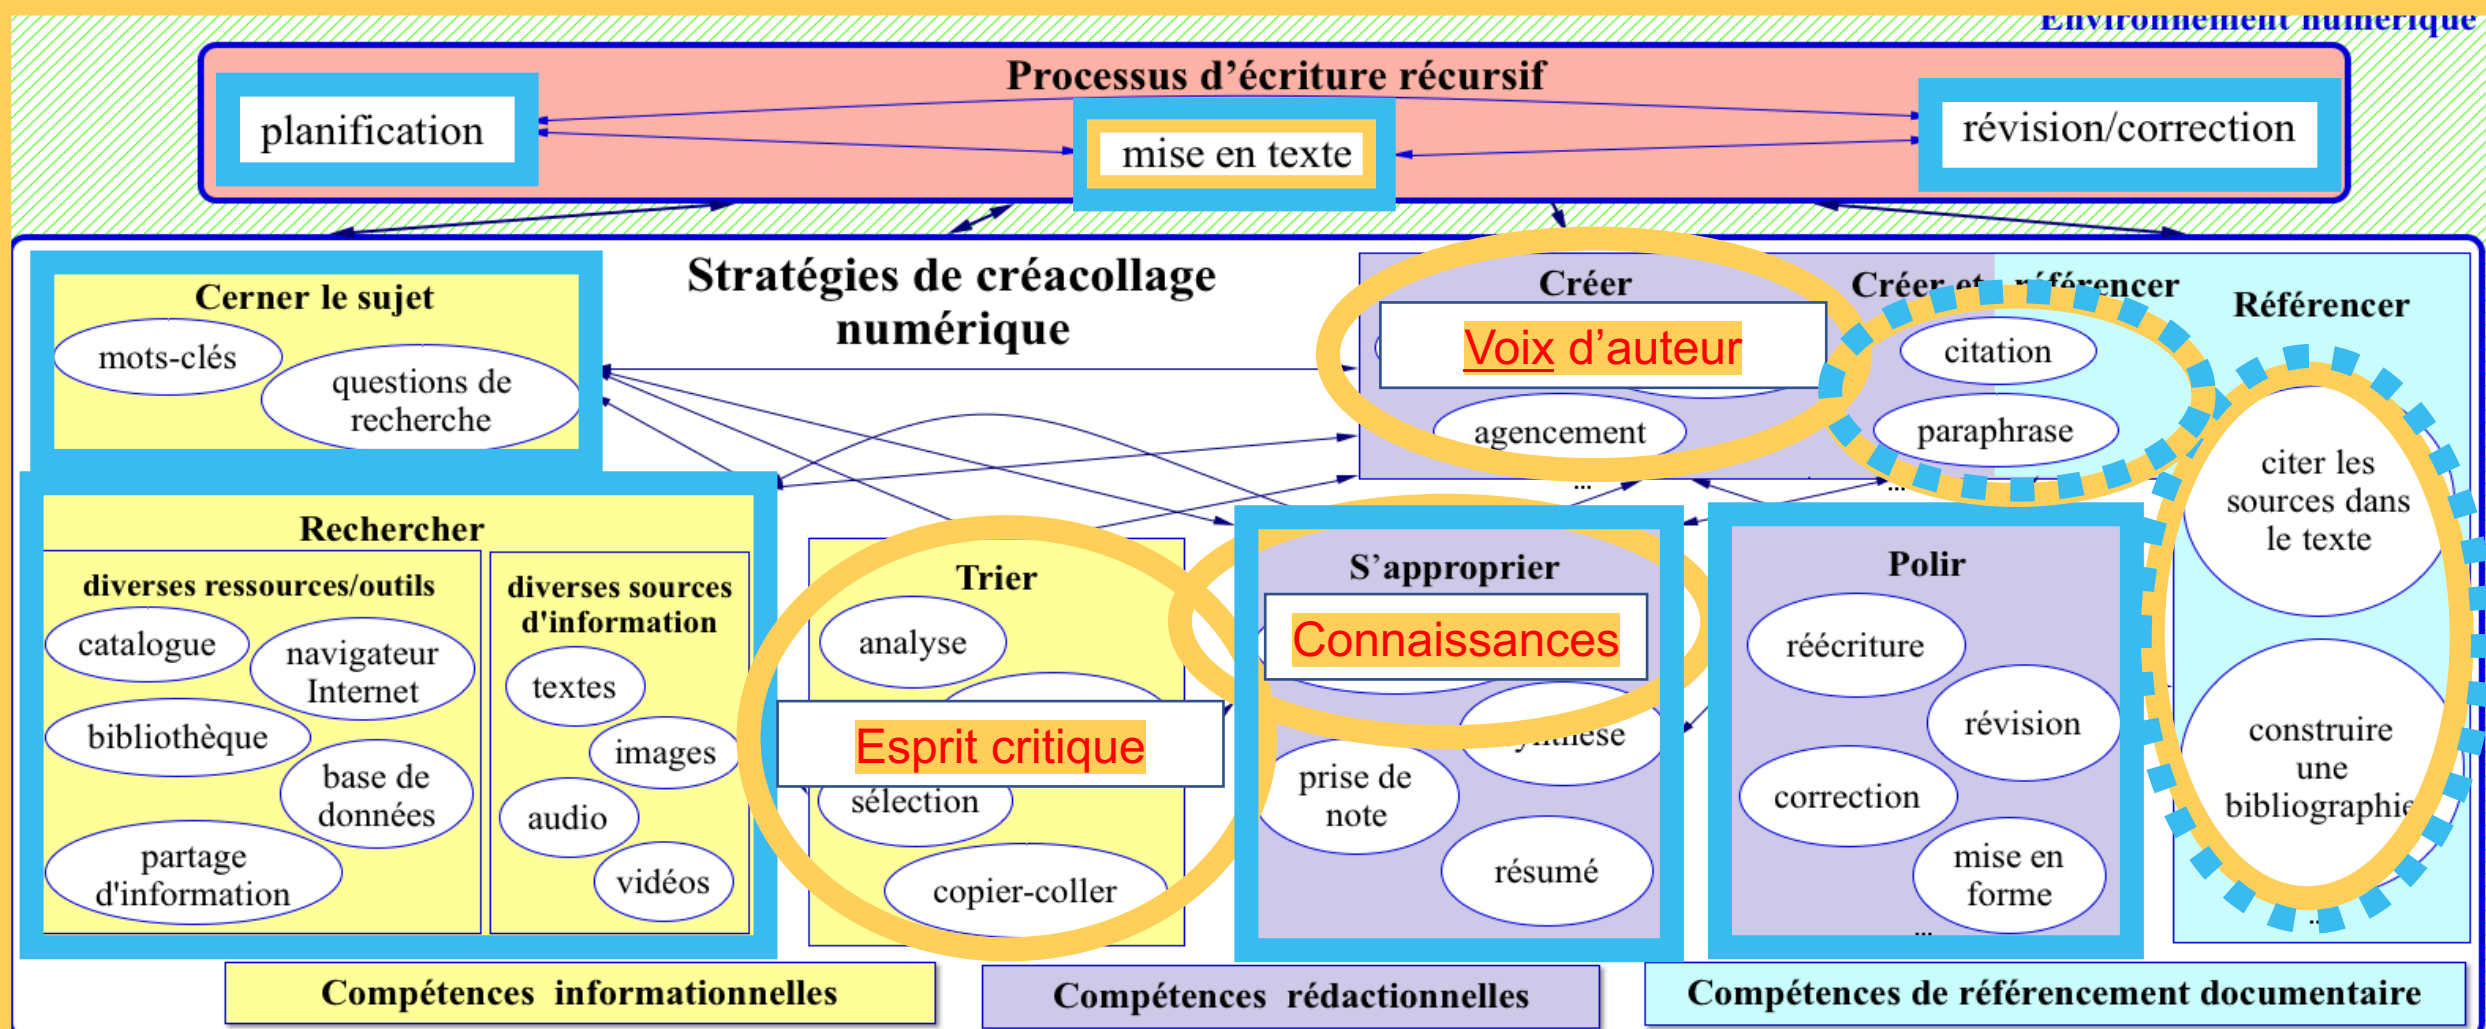 Environnement numérique
Processus d'écriture récursif
planification
mise en texte
révision/correction
Stratégies de créacollage
numérique
Cerner le sujet
mots-clés
questions de
recherche
Créer
Voix d'auteur
agencement
...
Créer et référencer
citation
paraphrase
...
Référencer
citer les
sources dans
le texte
construire
une
bibliographie
Rechercher
diverses ressources/outils
catalogue
navigateur
Internet
bibliothèque
base de
données
partage
d'information
diverses sources
d'information
textes
images
audio
vidéos
Trier
analyse
Esprit critique
sélection
copier-coller
S'approprier
Connaissances
synthèse
prise de
note
résumé
Polir
réécriture
révision
correction
mise en
forme
...
Compétences informationnelles
Compétences rédactionnelles
Compétences de référencement documentaire